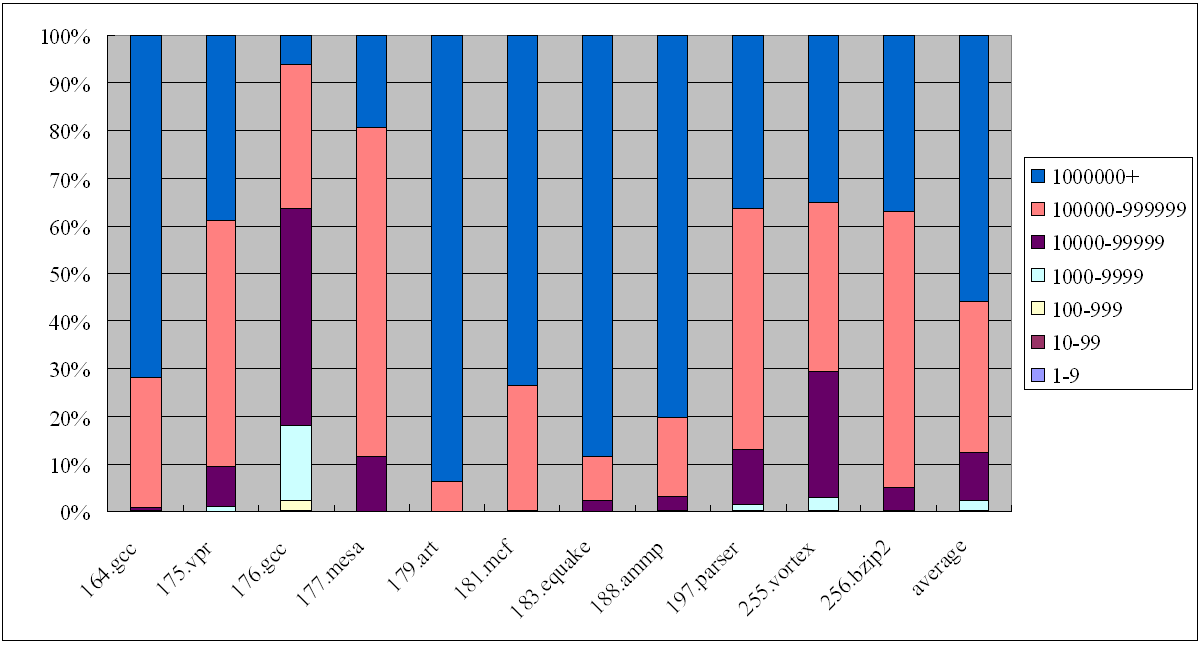 100%
90%
80%
70%
60%
50%
40%
30%
20%
10%
0%
164.gcc
175.vpr
176.gcc
177.mesa
179.art
181.mcf
183.equake
188.ammp
197.parser
255.vortex
256.bzip2
average
1000000+
100000-999999
10000-99999
1000-9999
100-999
10-99
1-9